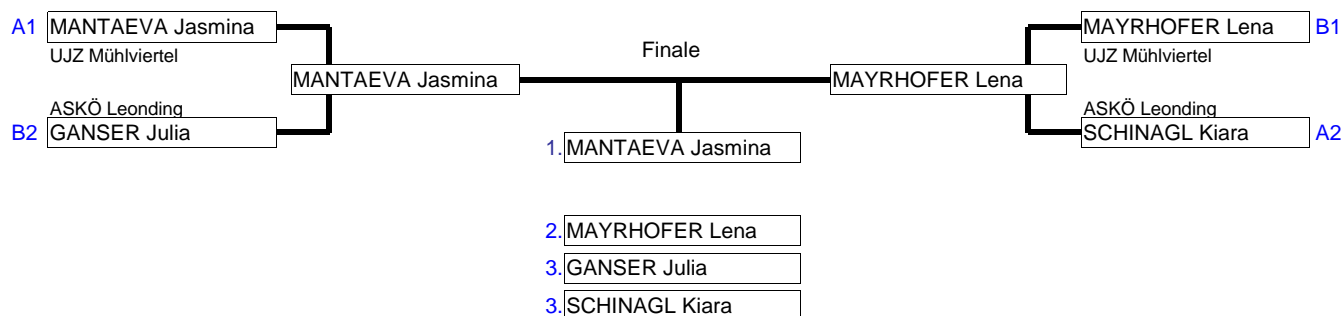 A1 MANTAEVA Jasmina
UJZ Mühlviertel
MANTAEVA Jasmina
ASKÖ Leonding
B2 GANSER Julia
Finale
MAYRHOFER Lena B1
UJZ Mühlviertel
MAYRHOFER Lena
ASKÖ Leonding
SCHINAGL Kiara A2
1. MANTAEVA Jasmina
2. MAYRHOFER Lena
3. GANSER Julia
3. SCHINAGL Kiara